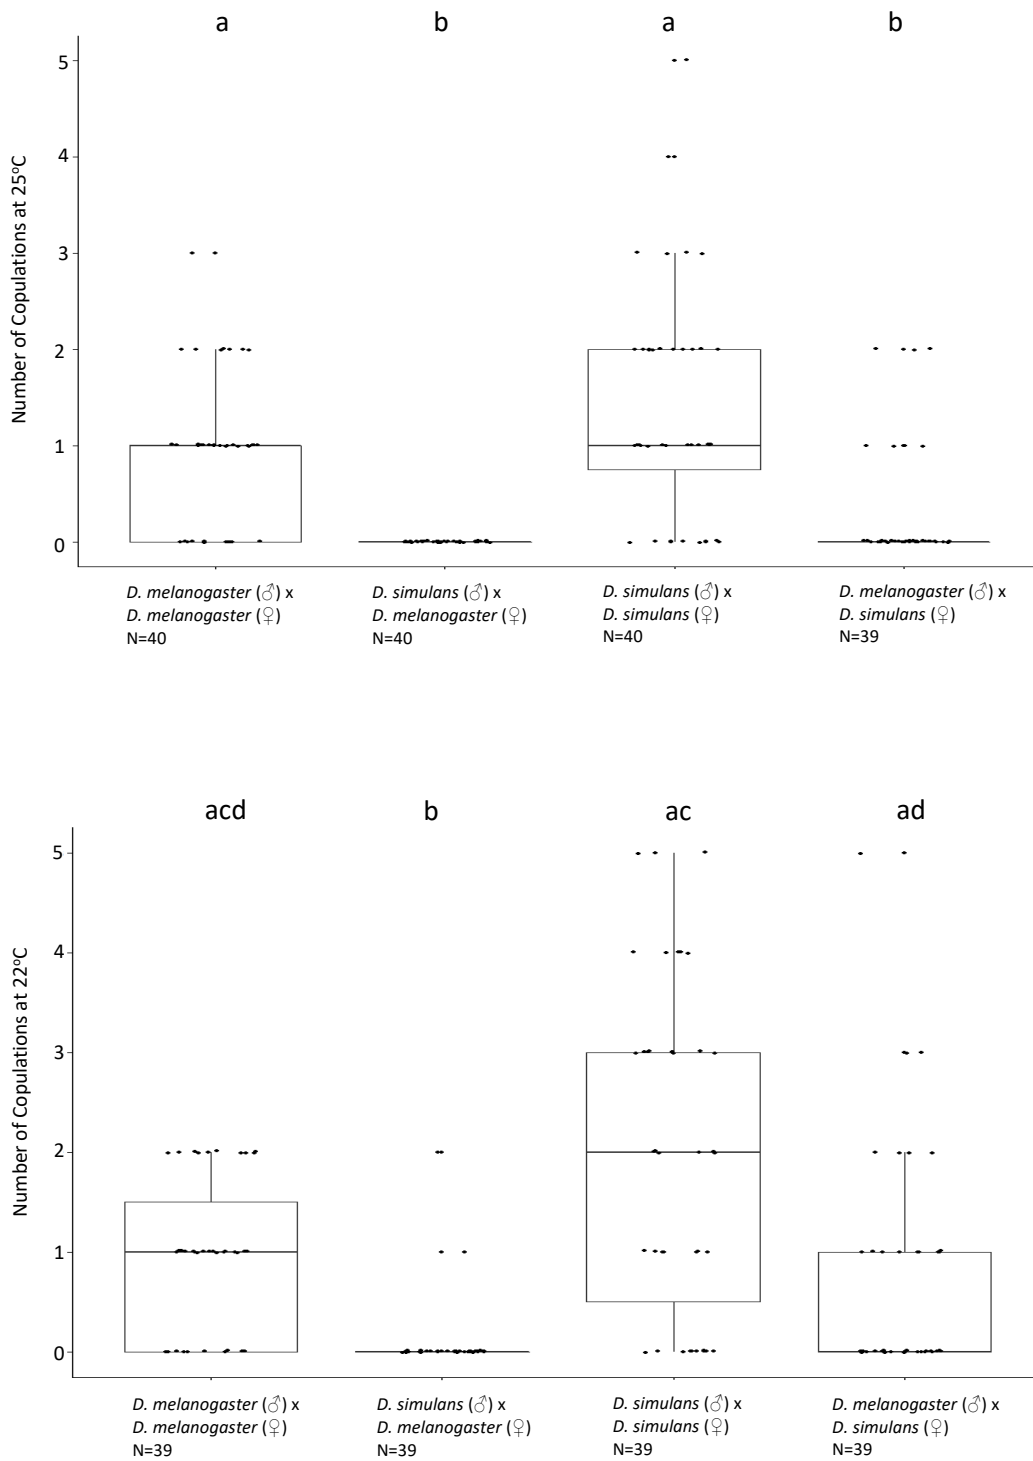 a b a b
Number of Copulations at 25ºC
5
4
3
2
1
0
D. melanogaster (♂) x D. simulans (♂) x D. simulans (♂) x D. melanogaster (♂) x
D. melanogaster (♀) D. melanogaster (♀) D. simulans (♀) D. simulans (♀)
N=40 N=40 N=40 N=39
acd b ac ad
Number of Copulations at 22ºC
5
4
3
2
1
0
D. melanogaster (♂) x D. simulans (♂) x D. simulans (♂) x D. melanogaster (♂) x
D. melanogaster (♀) D. melanogaster (♀) D. simulans (♀) D. simulans (♀)
N=39 N=39 N=39 N=39